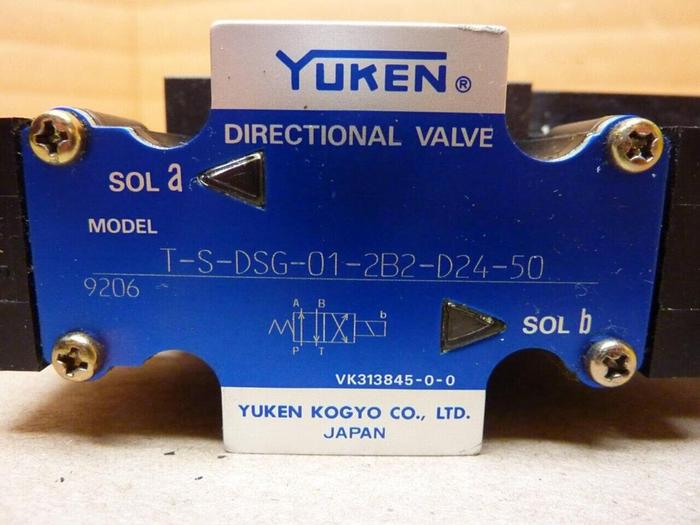 YUKEN®
DIRECTIONAL VALVE
SOL a
MODEL
T-S-DSG-01-2B2-D24-50
9206
A B
b
P T
SOL b
VK313845-0-0
YUKEN KOGYO CO., LTD.
JAPAN